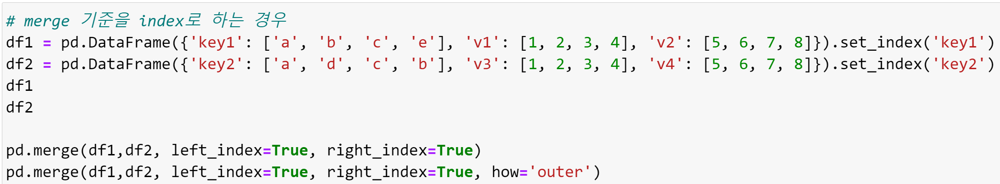 # merge 기준을 index로 하는 경우
df1 = pd.DataFrame({'key1': ['a', 'b', 'c', 'e'], 'v1': [1, 2, 3, 4], 'v2': [5, 6, 7, 8]}).set_index('key1')
df2 = pd.DataFrame({'key2': ['a', 'd', 'c', 'b'], 'v3': [1, 2, 3, 4], 'v4': [5, 6, 7, 8]}).set_index('key2')
df1
df2
pd.merge(df1,df2, left_index=True, right_index=True)
pd.merge(df1,df2, left_index=True, right_index=True, how='outer')